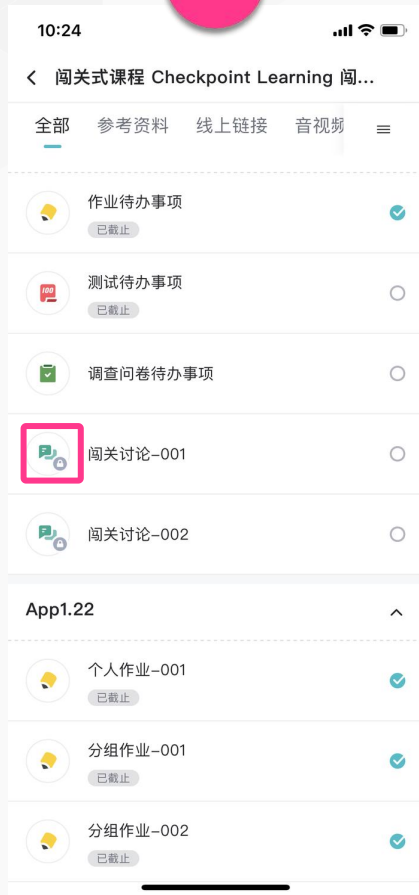 10:24
闯关式课程 Checkpoint Learning 闯...
全部 参考资料 线上链接 音视频
作业待办事项
已截止
100
测试待办事项
已截止
调查问卷待办事项
闯关讨论-001
闯关讨论-002
App1.22
个人作业-001
已截止
分组作业-001
已截止
分组作业-002
已截止